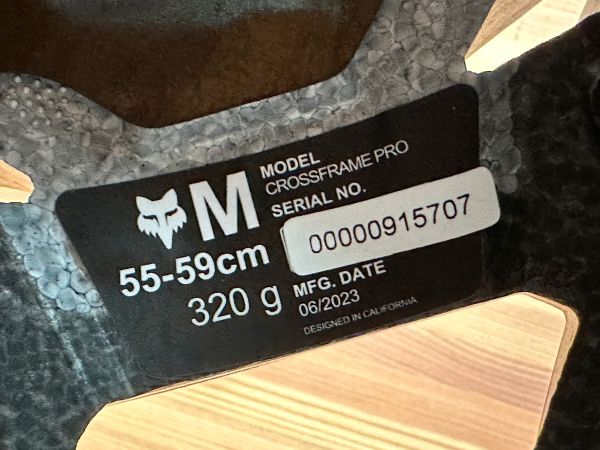 M
55-59cm
320 g
MODEL
CROSSFRAME PRO
SERIAL NO.
00000915707
MFG. DATE
06/2023
DESIGNED IN CALIFORNIA